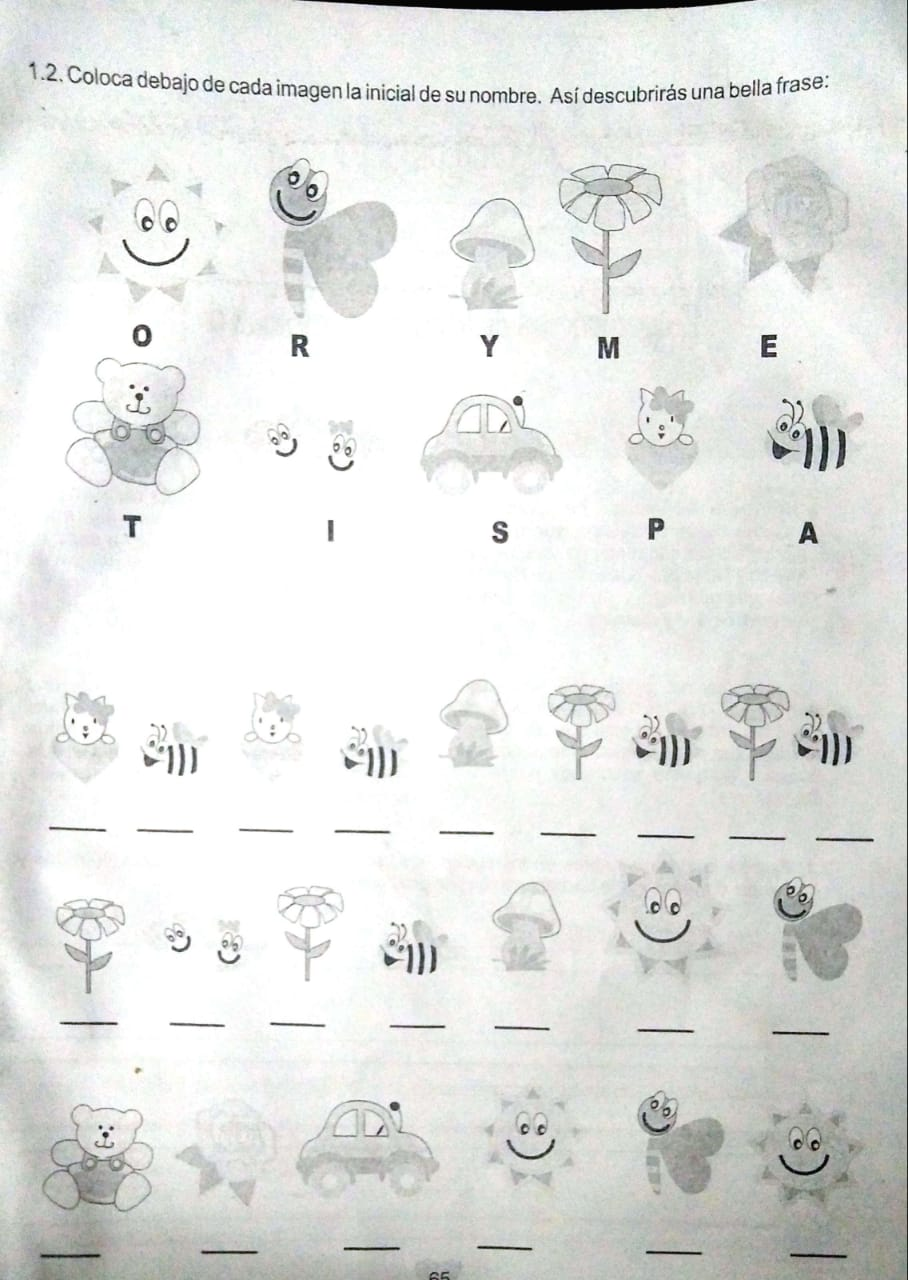 1.2. Coloca debajo de cada imagen la inicial de su nombre. Así descubrirás una bella frase:
O R Y M E
T I S P A
65